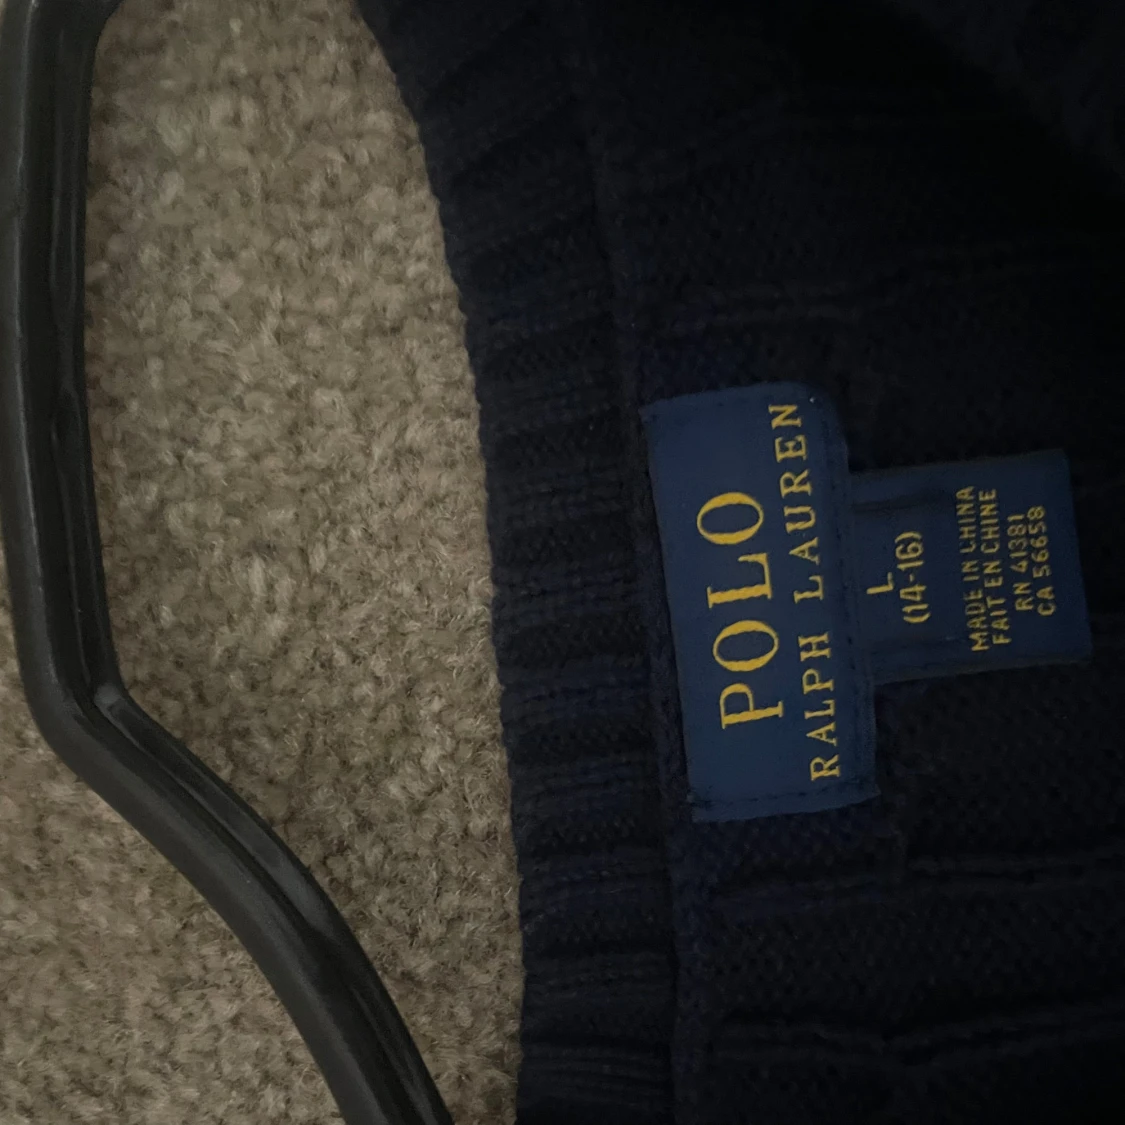 POLO
RALPH LAUREN
L
(14-16)
MADE IN CHINA
FAIT EN CHINE
RN 41381
CA 56658